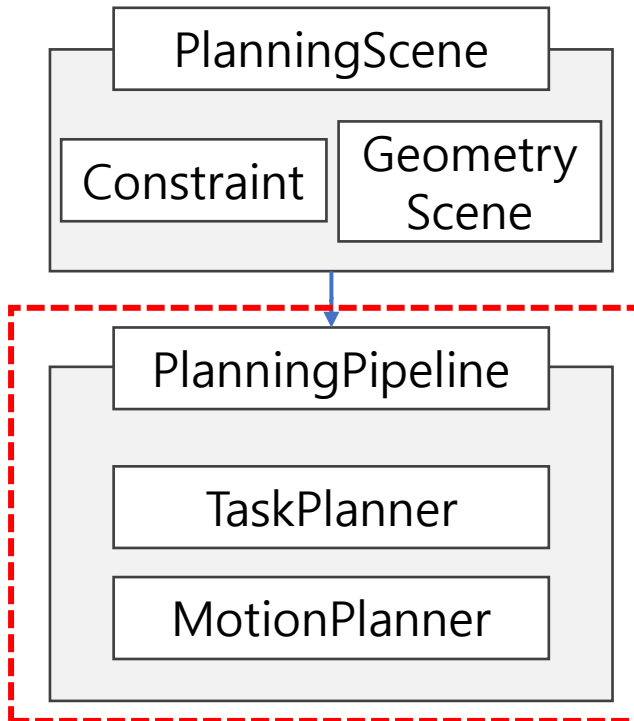 PlanningScene
Constraint
Geometry
Scene
PlanningPipeline
TaskPlanner
MotionPlanner